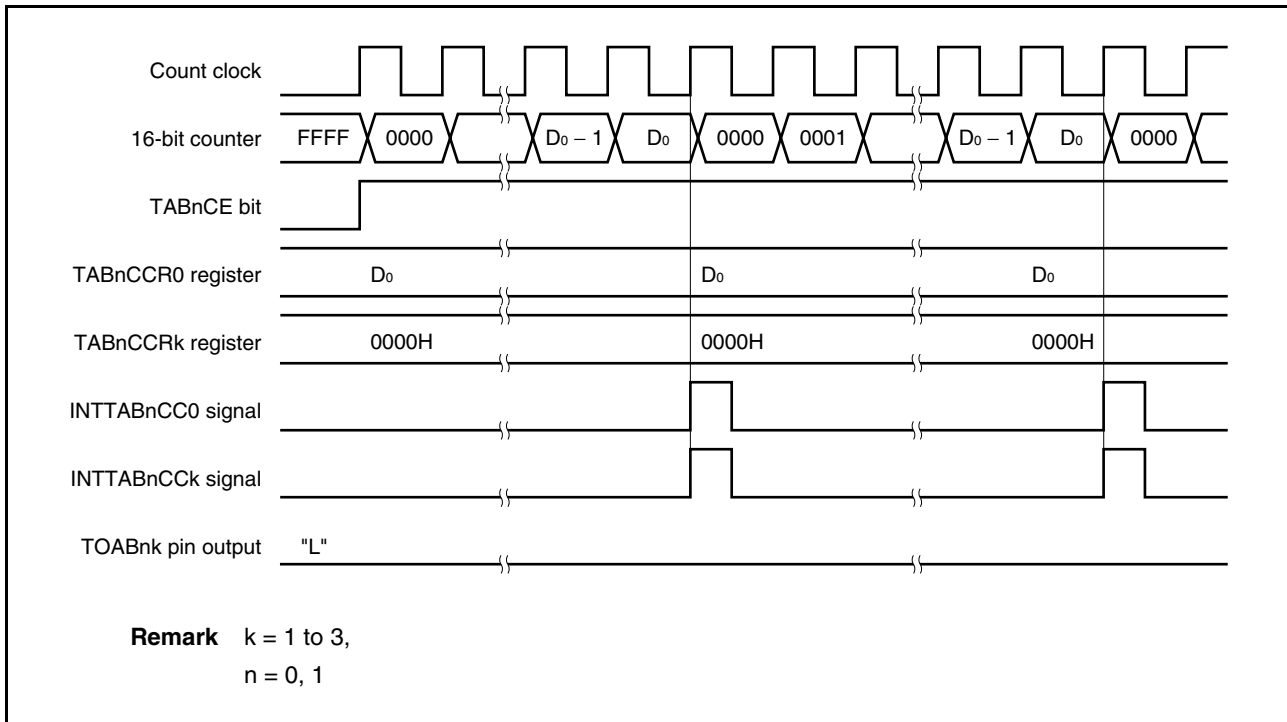 Count clock
16-bit counter FFFF 0000 D₀ − 1 D₀ 0000 0001 D₀ − 1 D₀ 0000
TABnCE bit
TABnCCR0 register D₀ D₀ D₀
TABnCCRk register 0000H 0000H 0000H
INTTABnCC0 signal
INTTABnCCk signal
TOABnk pin output "L"
Remark k = 1 to 3,
n = 0, 1